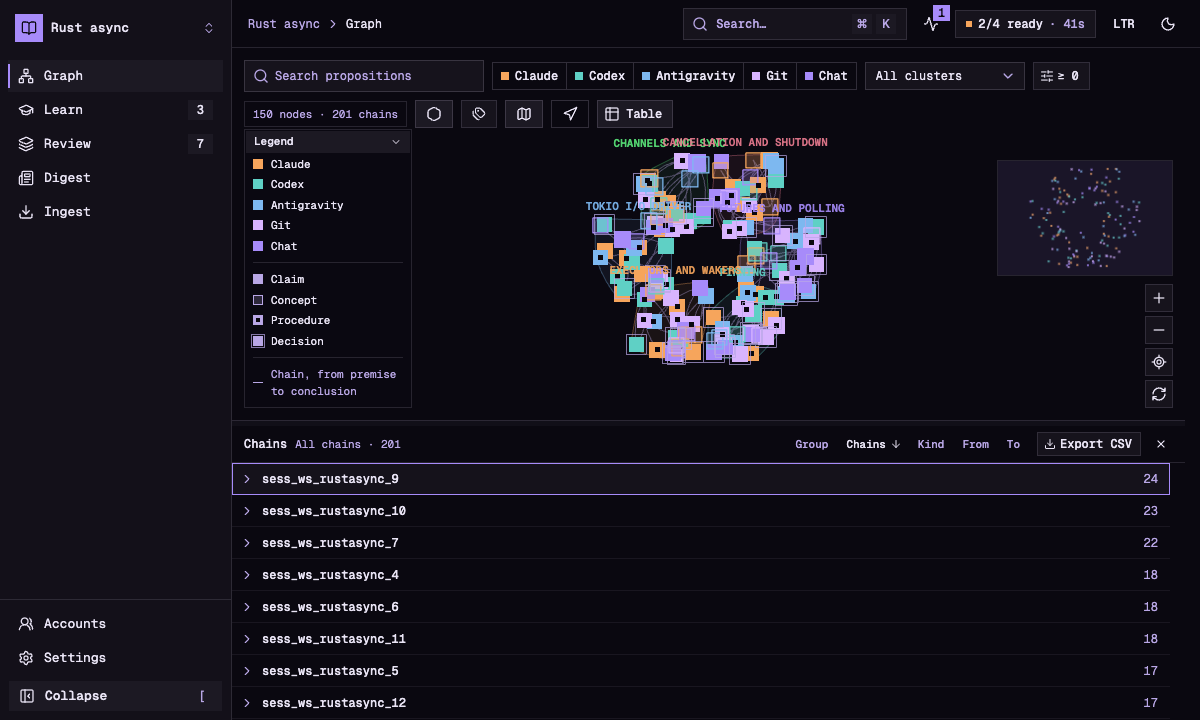 Rust async
Graph
Learn 3
Review 7
Digest
Ingest
Accounts
Settings
Collapse [
Rust async > Graph
Search… ⌘ K
1
2/4 ready · 41s
LTR
Search propositions
Claude
Codex
Antigravity
Git
Chat
All clusters
≥ 0
150 nodes · 201 chains
Table
Legend
Claude
Codex
Antigravity
Git
Chat
Claim
Concept
Procedure
Decision
Chain, from premise
to conclusion
CHANNELS AND SYNC
CANCELLATION AND SHUTDOWN
TOKIO I/O
AND POLLING
AND WAKERS
Chains All chains · 201
Group Chains ↓ Kind From To Export CSV ×
sess_ws_rustasync_9 24
sess_ws_rustasync_10 23
sess_ws_rustasync_7 22
sess_ws_rustasync_4 18
sess_ws_rustasync_6 18
sess_ws_rustasync_11 18
sess_ws_rustasync_5 17
sess_ws_rustasync_12 17